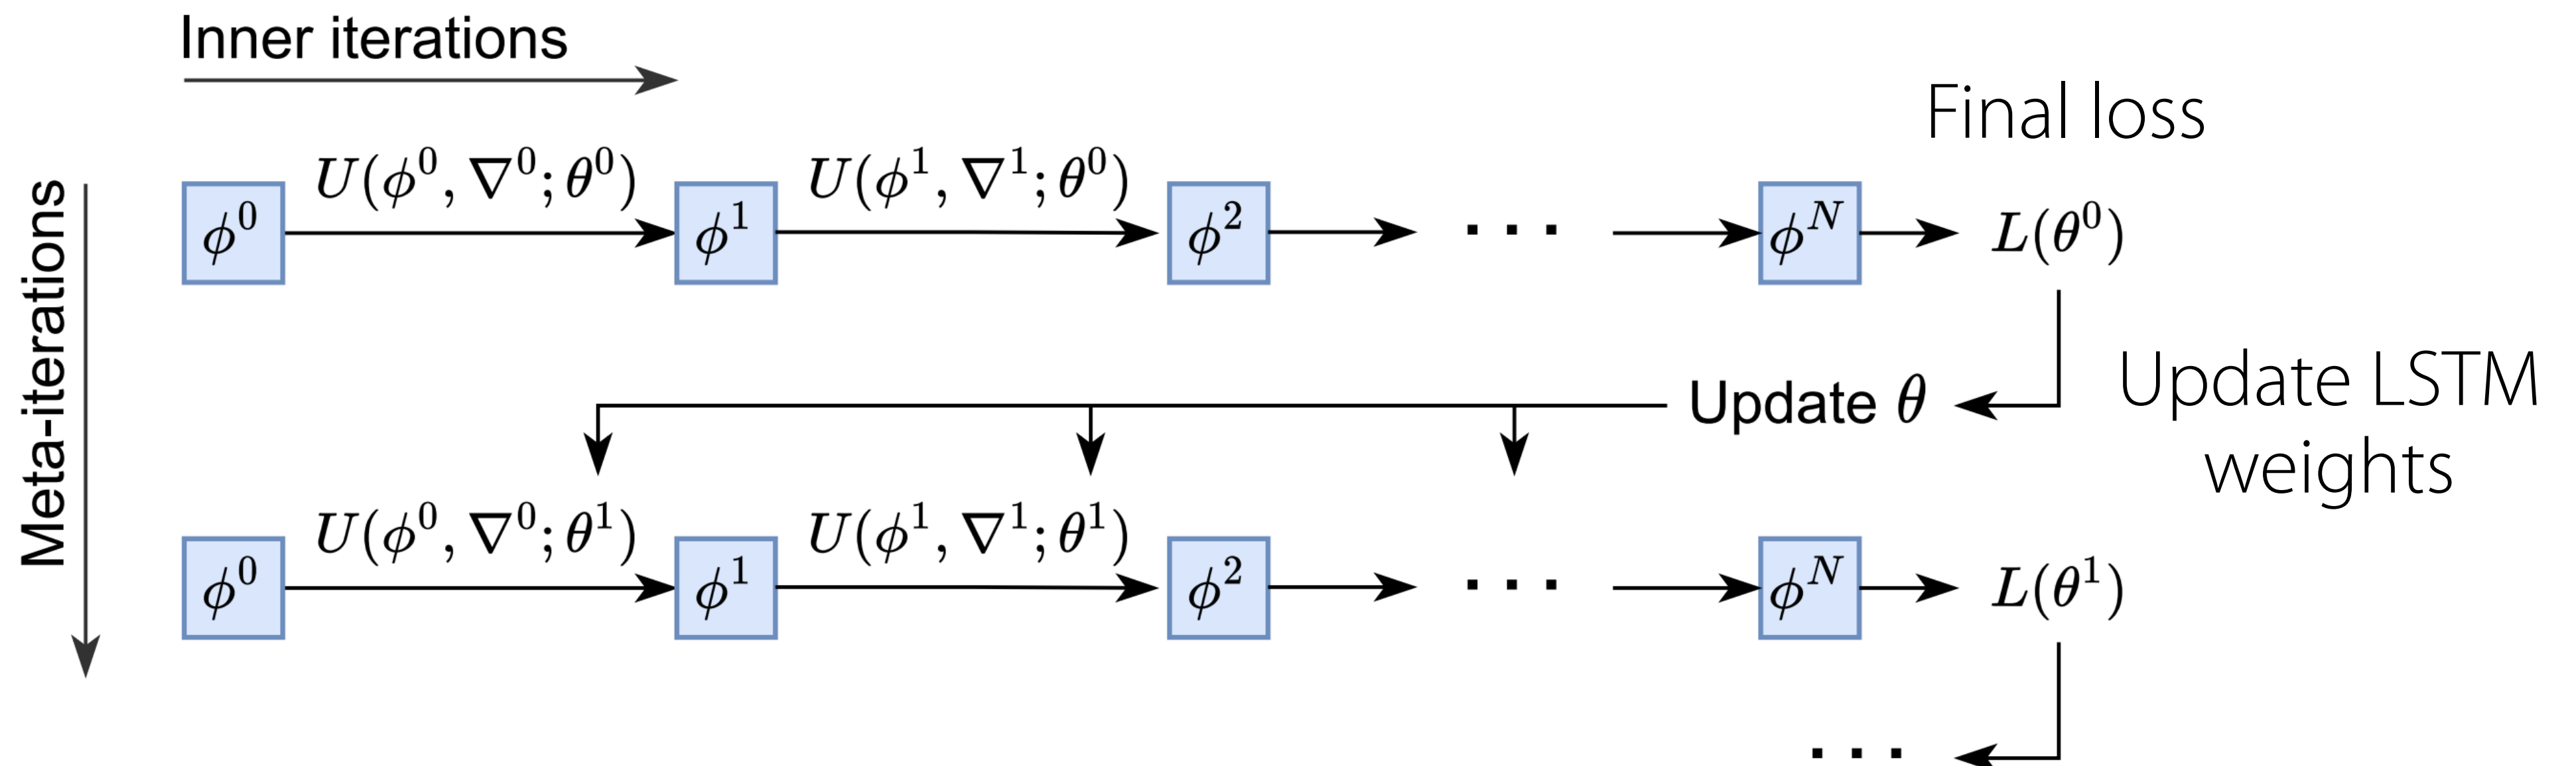 Inner iterations
Final loss
Meta-iterations
U(ϕ⁰, ∇⁰; θ⁰) U(ϕ¹, ∇¹; θ⁰)
ϕ⁰ ϕ¹ ϕ² ··· ϕᴺ L(θ⁰)
Update θ
Update LSTM
weights
U(ϕ⁰, ∇⁰; θ¹) U(ϕ¹, ∇¹; θ¹)
ϕ⁰ ϕ¹ ϕ² ··· ϕᴺ L(θ¹)
···